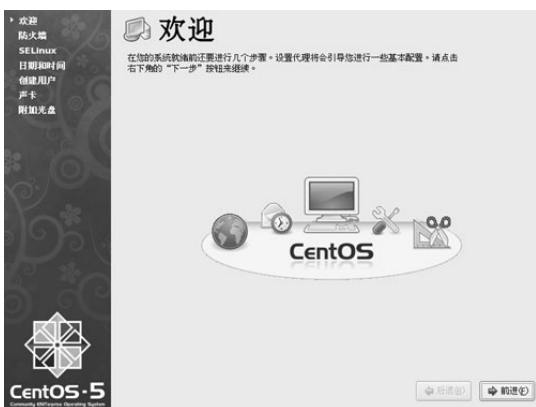 欢迎
防火墙
SELinux
日期和时间
创建用户
声卡
附加光盘
欢迎
在您的系统就绪前还要进行几个步骤。设置代理将会引导您进行一些基本配置。请点击
右下角的“下一步”按钮来继续。
CentOS
CentOS-5
Community ENTerprise Operating System
后退(B)
前进(F)